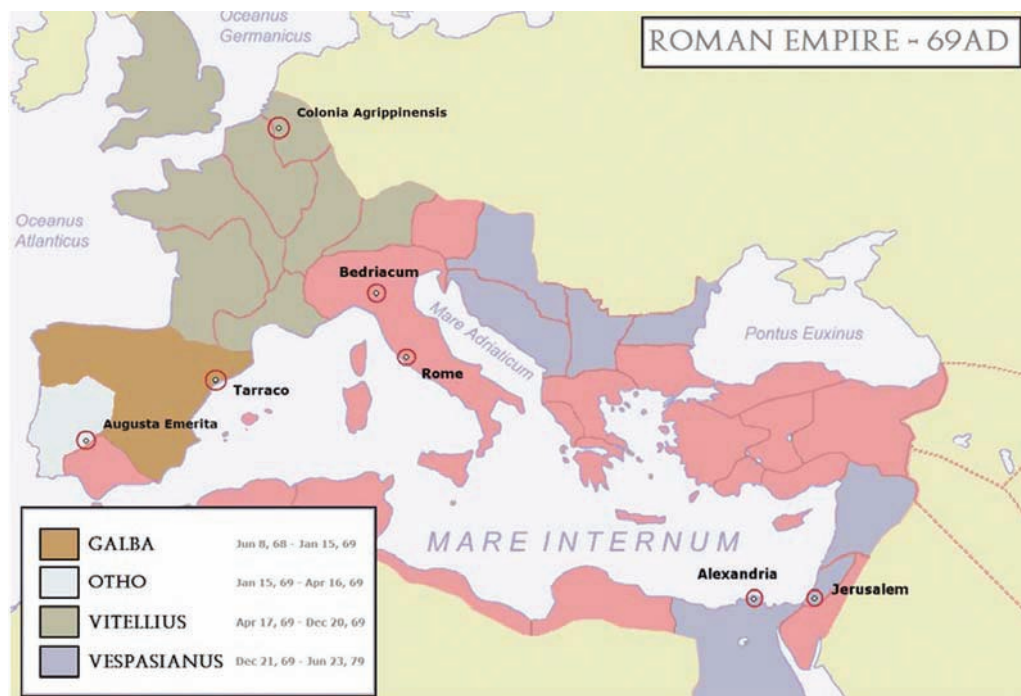 Oceanus
Germanicus
ROMAN EMPIRE - 69AD
Colonia Agrippinensis
Oceanus
Atlanticus
Bedriacum
Mare Adrialicum
Pontus Euxinus
Rome
Tarraco
Augusta Emerita
MARE INTERNUM
Alexandria
Jerusalem
GALBA Jun 8, 68 - Jan 15, 69
OTHO Jan 15, 69 - Apr 16, 69
VITELLIUS Apr 17, 69 - Dec 20, 69
VESPASIANUS Dec 21, 69 - Jun 23, 79